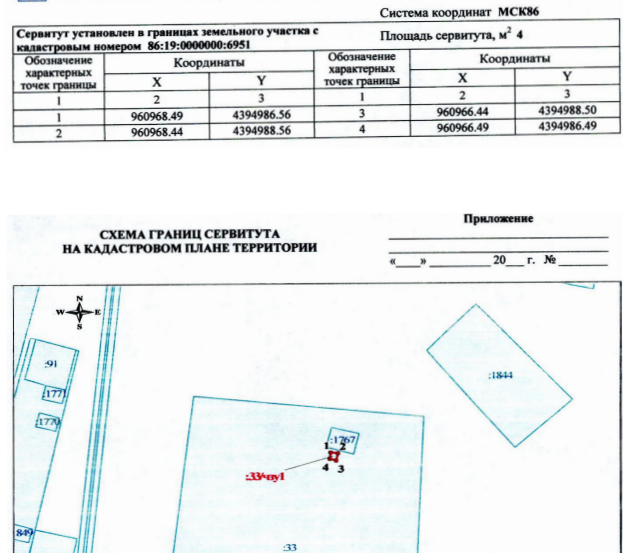 Система координат МСК86
Сервитут установлен в границах земельного участка с кадастровым номером 86:19:0000000:6951
Площадь сервитута, м² 4
Обозначение характерных точек границы
Координаты
Обозначение характерных точек границы
Координаты
X Y X Y
1 2 3 1 2 3
1 960968.49 4394986.56 3 960966.44 4394988.50
2 960968.44 4394988.56 4 960966.49 4394986.49
Приложение
СХЕМА ГРАНИЦ СЕРВИТУТА
НА КАДАСТРОВОМ ПЛАНЕ ТЕРРИТОРИИ
«___» __________ 20___ г. № ________
N
W E
S
:91
:1771
:1770
:1844
:1767
1 2
4 3
:33/чзу1
849
:33